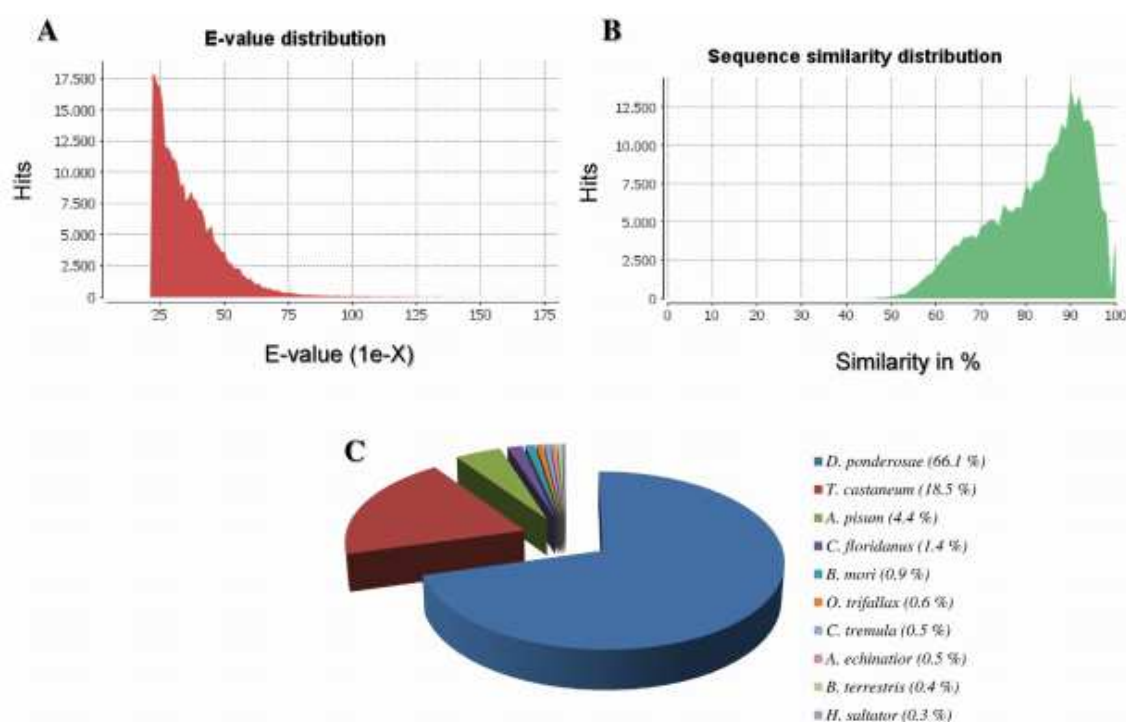 A
E-value distribution
Hits
17.500
15.000
12.500
10.000
7.500
5.000
2.500
0
25 50 75 100 125 150 175
E-value (1e-X)
B
Sequence similarity distribution
Hits
12.500
10.000
7.500
5.000
2.500
0
0 10 20 30 40 50 60 70 80 90 100
Similarity in %
C
D. ponderosae (66.1 %)
T. castaneum (18.5 %)
A. pisum (4.4 %)
C. floridanus (1.4 %)
B. mori (0.9 %)
O. trifallax (0.6 %)
C. tremula (0.5 %)
A. echinatior (0.5 %)
B. terrestris (0.4 %)
H. saltator (0.3 %)